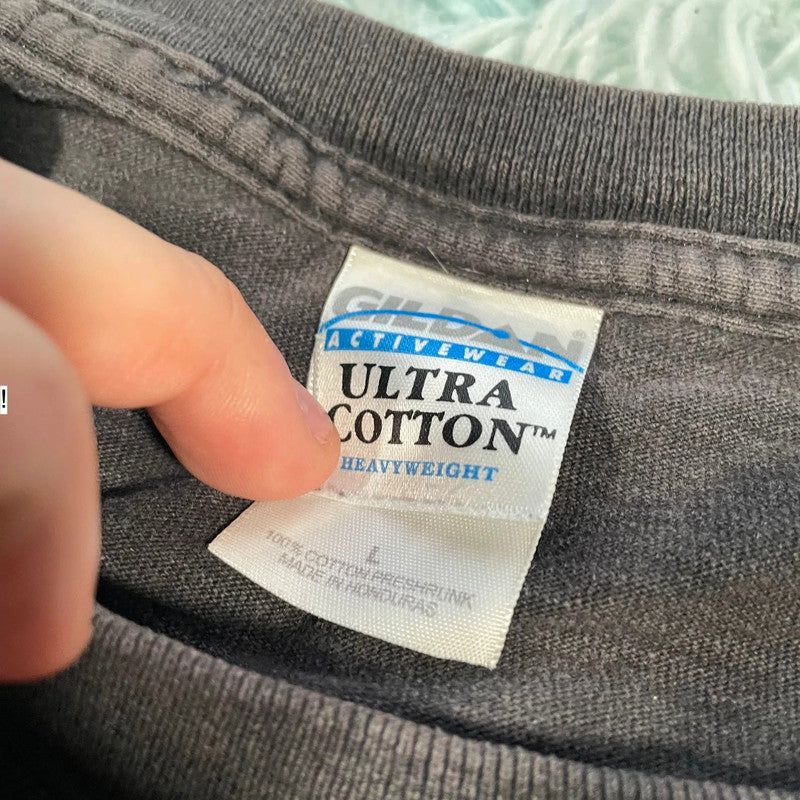 GILDAN®
ACTIVEWEAR
ULTRA
COTTON™
HEAVYWEIGHT
L
100% COTTON PRESHRUNK
MADE IN HONDURAS
!